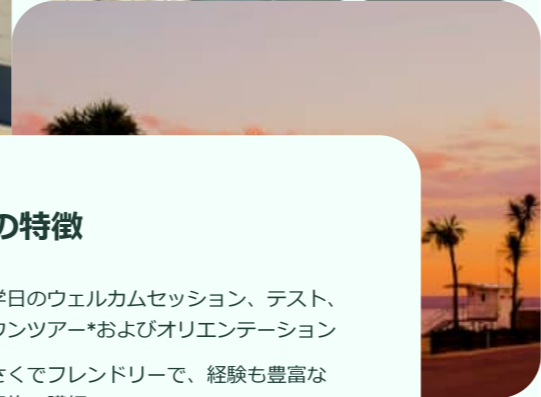 の特徴
学日のウェルカムセッション、テスト、
ウンツアー*およびオリエンテーション
さくでフレンドリーで、経験も豊富な